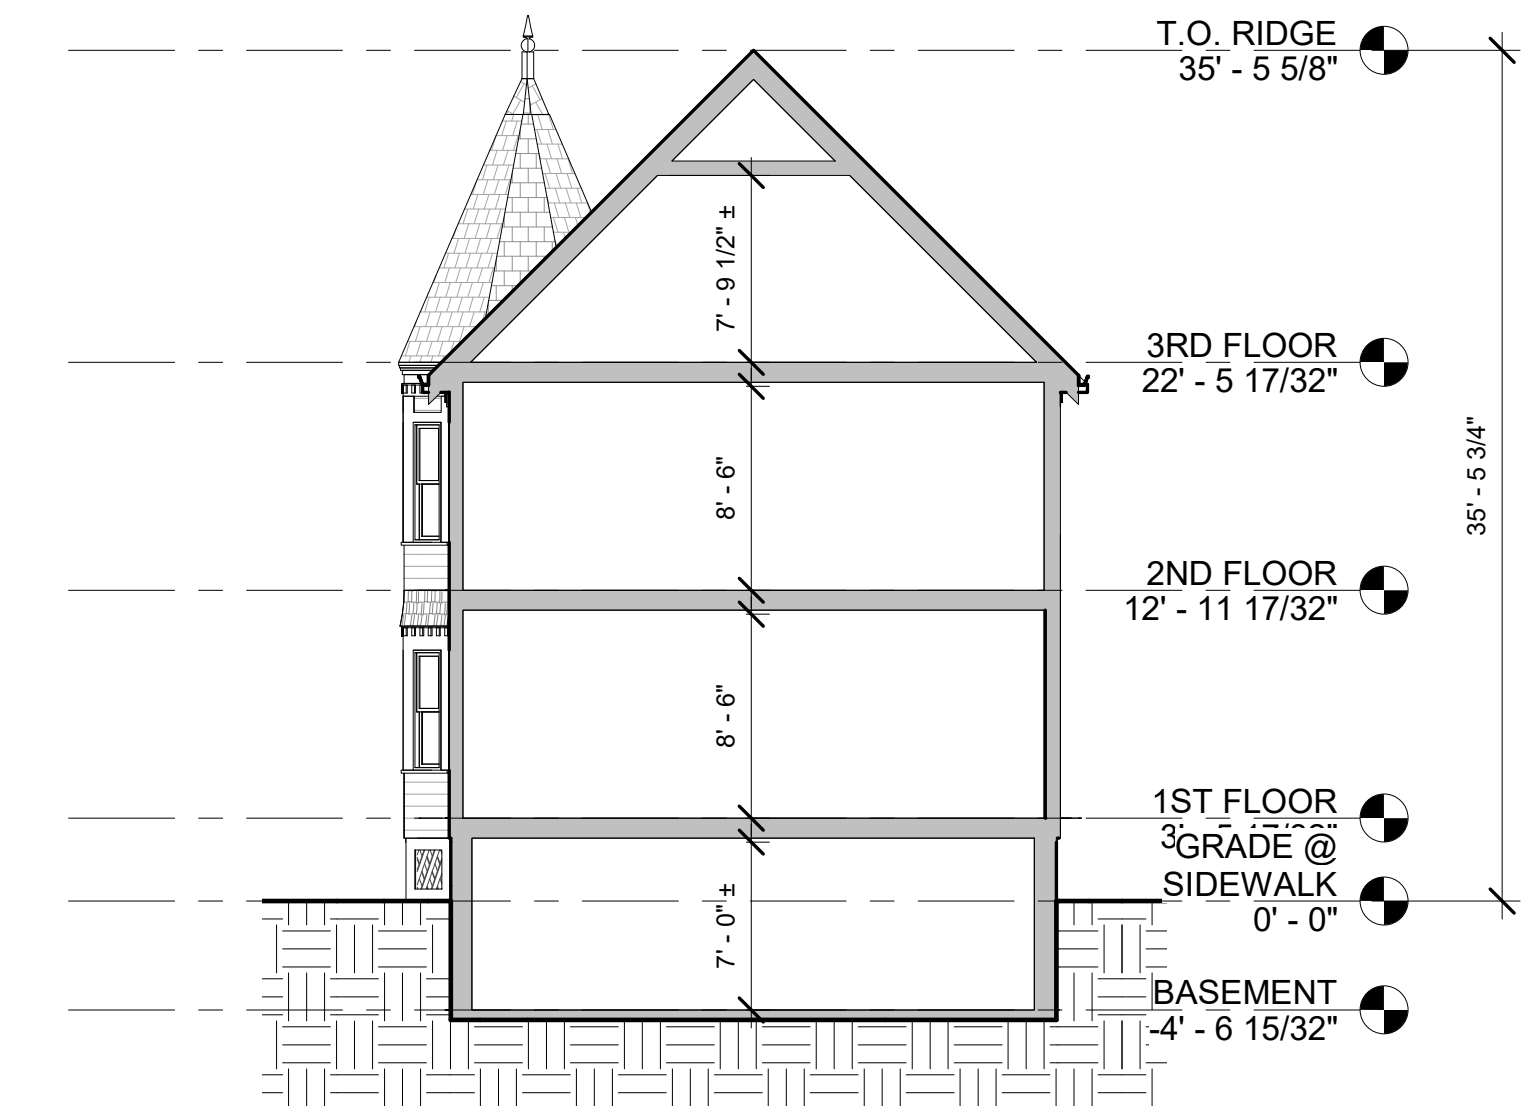 T.O. RIDGE
35' - 5 5/8"
7' - 9 1/2" ±
3RD FLOOR
22' - 5 17/32"
8' - 6"
35' - 5 3/4"
2ND FLOOR
12' - 11 17/32"
8' - 6"
1ST FLOOR
GRADE @
SIDEWALK
0' - 0"
7' - 0" ±
BASEMENT
-4' - 6 15/32"